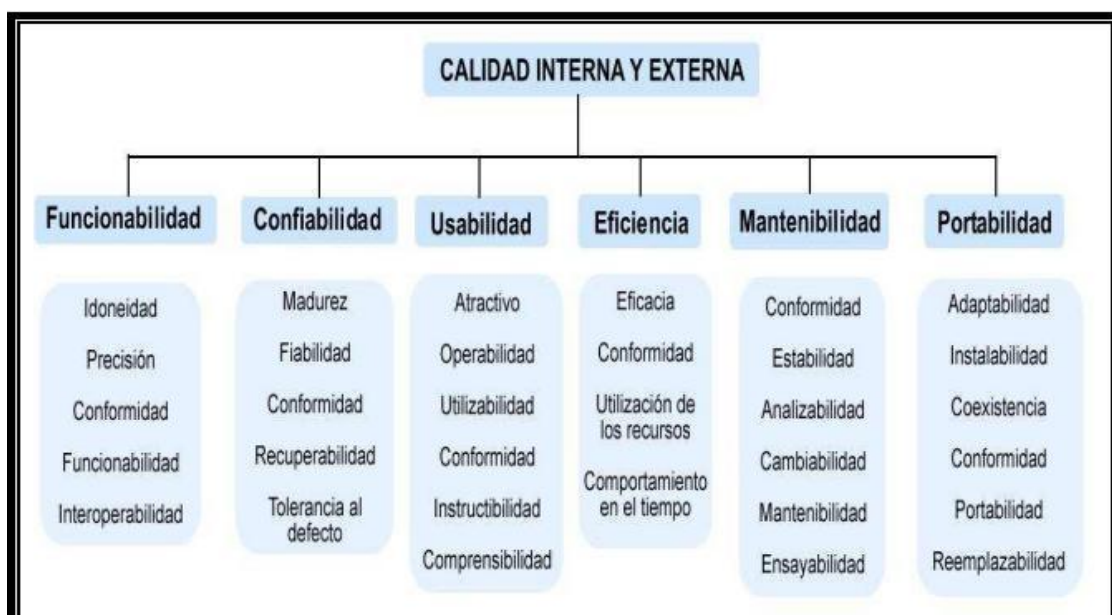 CALIDAD INTERNA Y EXTERNA
Funcionabilidad
Idoneidad
Precisión
Conformidad
Funcionabilidad
Interoperabilidad
Confiabilidad
Madurez
Fiabilidad
Conformidad
Recuperabilidad
Tolerancia al
defecto
Usabilidad
Atractivo
Operabilidad
Utilizabilidad
Conformidad
Instructibilidad
Comprensibilidad
Eficiencia
Eficacia
Conformidad
Utilización de
los recursos
Comportamiento
en el tiempo
Mantenibilidad
Conformidad
Estabilidad
Analizabilidad
Cambiabilidad
Mantenibilidad
Ensayabilidad
Portabilidad
Adaptabilidad
Instalabilidad
Coexistencia
Conformidad
Portabilidad
Reemplazabilidad